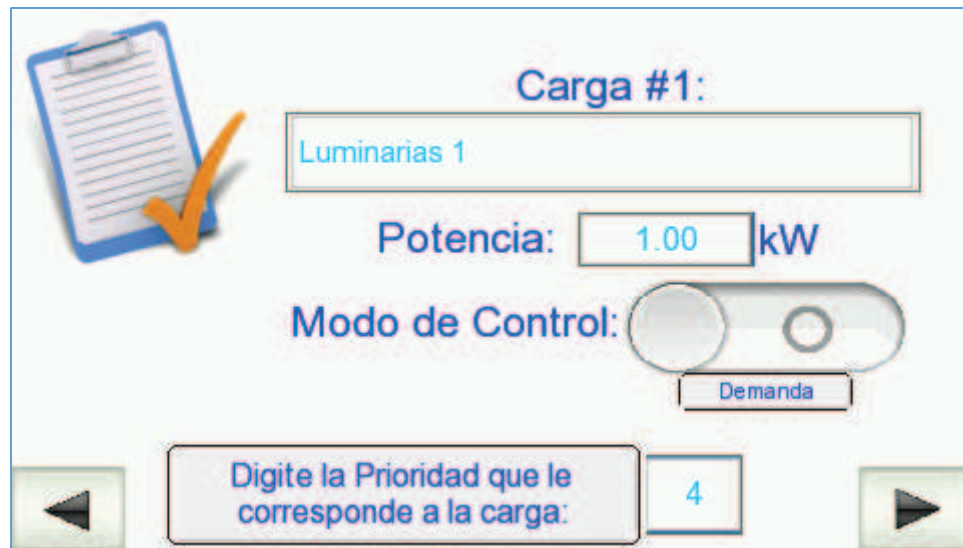 Carga #1:
Luminarias 1
Potencia: 1.00 kW
Modo de Control:
Demanda
Digite la Prioridad que le
corresponde a la carga:
4